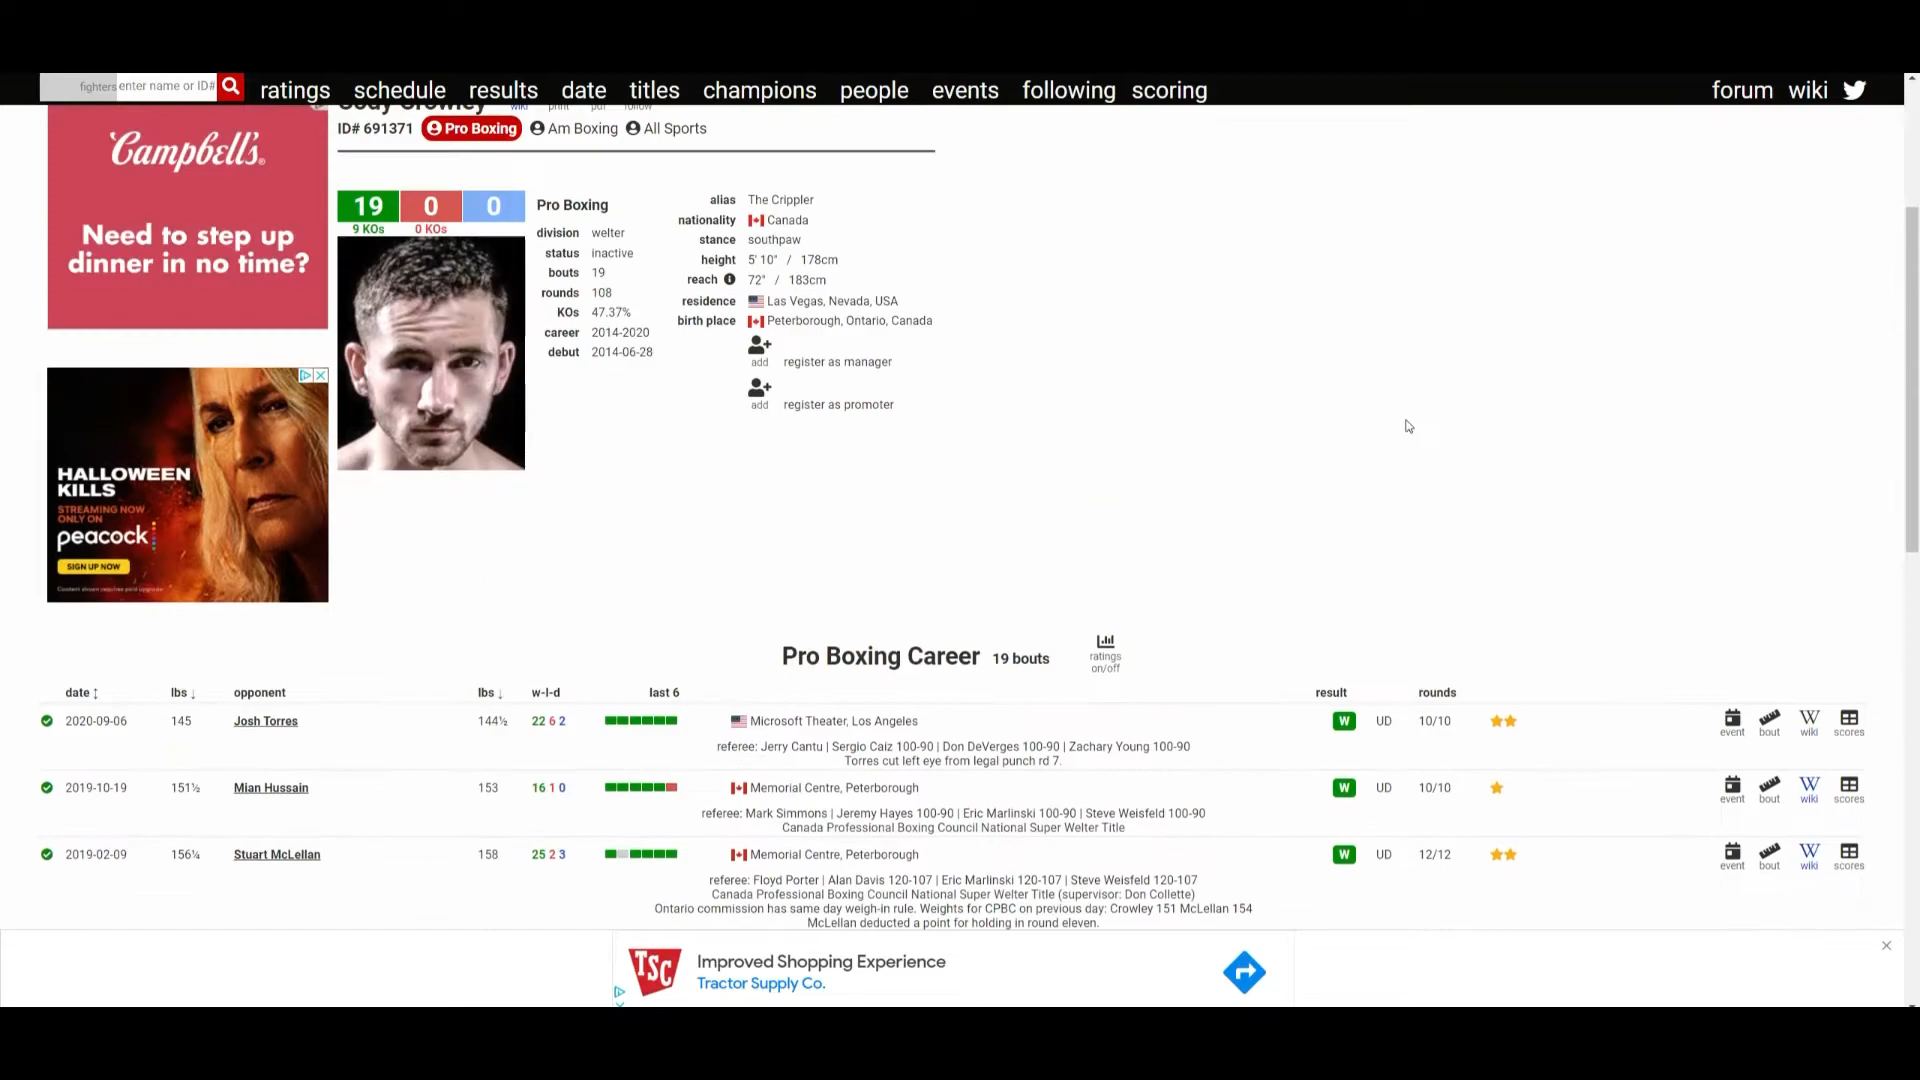 fighters enter name or ID# ratings schedule results date titles champions people events following scoring forum wiki
Cody Crowley wiki print pdf follow
ID# 691371 Pro Boxing Am Boxing All Sports
Campbell's®
Need to step up
dinner in no time?
19 0 0
9 KOs 0 KOs
Pro Boxing
division welter
status inactive
bouts 19
rounds 108
KOs 47.37%
career 2014-2020
debut 2014-06-28
alias The Crippler
nationality Canada
stance southpaw
height 5' 10" / 178cm
reach 72" / 183cm
residence Las Vegas, Nevada, USA
birth place Peterborough, Ontario, Canada
add register as manager
add register as promoter
HALLOWEEN
KILLS
STREAMING NOW
ONLY ON
peacock
SIGN UP NOW
Content shown requires paid upgrade
Pro Boxing Career 19 bouts
ratings
on/off
date lbs opponent lbs w-l-d last 6 result rounds
2020-09-06 145 Josh Torres 144½ 22 6 2 Microsoft Theater, Los Angeles W UD 10/10 event bout wiki scores
referee: Jerry Cantu | Sergio Caiz 100-90 | Don DeVerges 100-90 | Zachary Young 100-90
Torres cut left eye from legal punch rd 7.
2019-10-19 151½ Mian Hussain 153 16 1 0 Memorial Centre, Peterborough W UD 10/10 event bout wiki scores
referee: Mark Simmons | Jeremy Hayes 100-90 | Eric Marlinski 100-90 | Steve Weisfeld 100-90
Canada Professional Boxing Council National Super Welter Title
2019-02-09 156¼ Stuart McLellan 158 25 2 3 Memorial Centre, Peterborough W UD 12/12 event bout wiki scores
referee: Floyd Porter | Alan Davis 120-107 | Eric Marlinski 120-107 | Steve Weisfeld 120-107
Canada Professional Boxing Council National Super Welter Title (supervisor: Don Collette)
Ontario commission has same day weigh-in rule. Weights for CPBC on previous day: Crowley 151 McLellan 154
McLellan deducted a point for holding in round eleven.
TSC
Improved Shopping Experience
Tractor Supply Co.